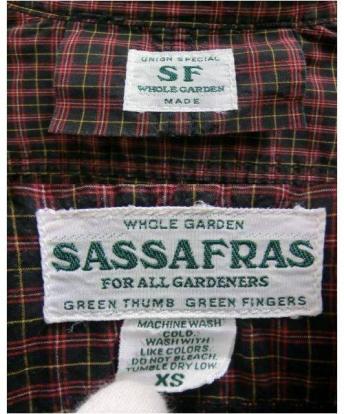 UNION SPECIAL
SF
WHOLE GARDEN
MADE
WHOLE GARDEN
SASSAFRAS
FOR ALL GARDENERS
GREEN THUMB GREEN FINGERS
MACHINE WASH
COLD.
WASH WITH
LIKE COLORS.
DO NOT BLEACH.
TUMBLE DRY LOW.
XS